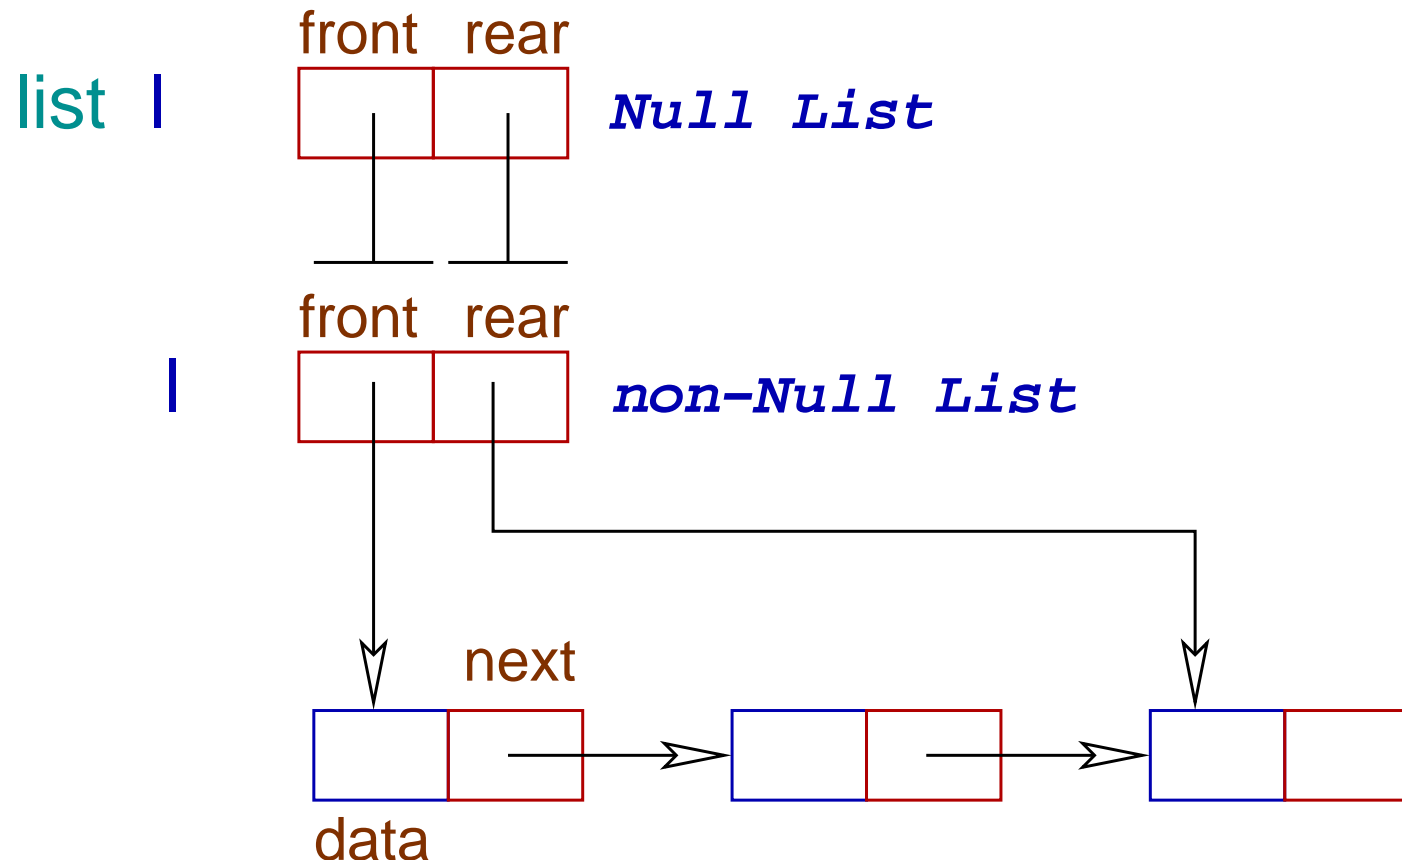 front rear
list l Null List
front rear
l non-Null List
next
data